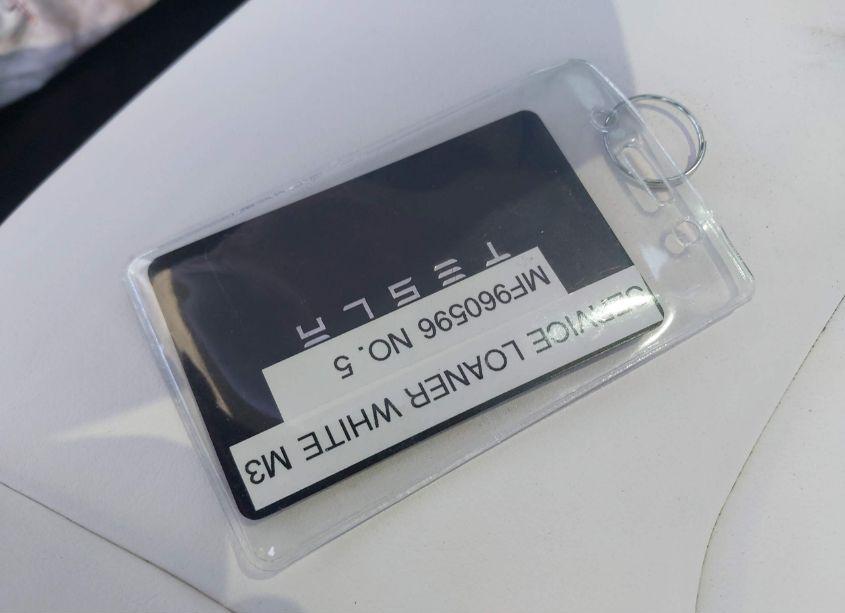 SERVICE LOANER WHITE M3
MF960596 NO.5
TESLA